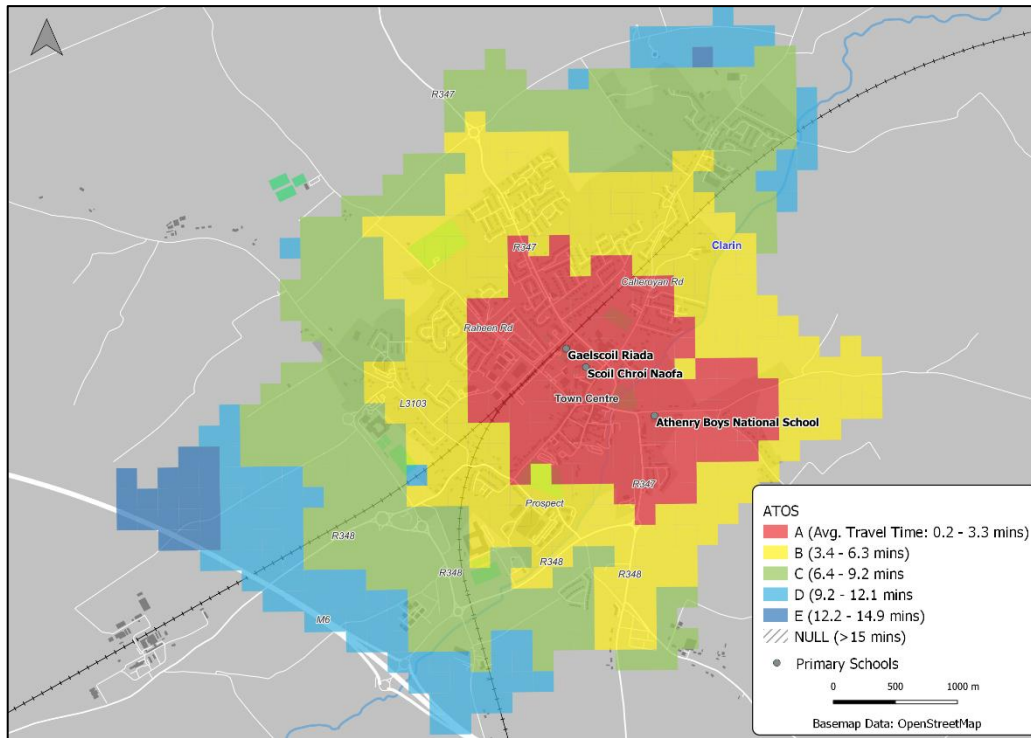 R347
Clarin
R347
Caheroyan Rd
Raheen Rd
Gaelscoil Riada
Scoil Chroi Naofa
Town Centre
L3103
Athenry Boys National School
R347
Prospect
R348
R348
R348
R348
M6
ATOS
A (Avg. Travel Time: 0.2 - 3.3 mins)
B (3.4 - 6.3 mins)
C (6.4 - 9.2 mins
D (9.2 - 12.1 mins)
E (12.2 - 14.9 mins)
NULL (>15 mins)
Primary Schools
0 500 1000 m
Basemap Data: OpenStreetMap